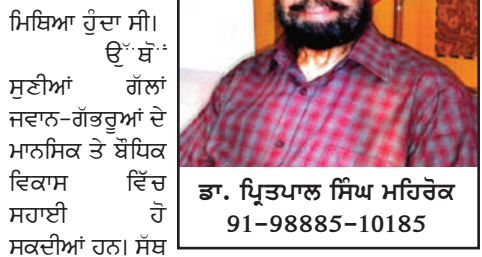 ਮਿਥਿਆ ਹੁੰਦਾ ਸੀ।
ਉੱਥੋਂ
ਸੁਣੀਆਂ ਗੱਲਾਂ
ਜਵਾਨ-ਗੱਭਰੂਆਂ ਦੇ
ਮਾਨਸਿਕ ਤੇ ਬੌਧਿਕ
ਵਿਕਾਸ ਵਿੱਚ
ਸਹਾਈ ਹੋ
ਸਕਦੀਆਂ ਹਨ। ਸੱਥ
ਡਾ. ਪ੍ਰਿਤਪਾਲ ਸਿੰਘ ਮਹਿਰੋਕ
91-98885-10185